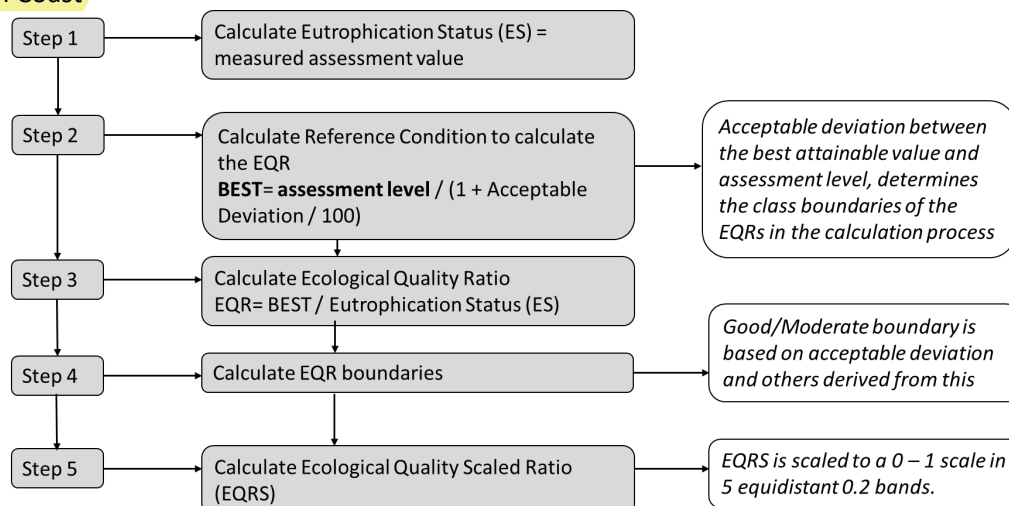 Coast
Step 1
Calculate Eutrophication Status (ES) =
measured assessment value
Step 2
Calculate Reference Condition to calculate
the EQR
BEST= assessment level / (1 + Acceptable
Deviation / 100)
Acceptable deviation between
the best attainable value and
assessment level, determines
the class boundaries of the
EQRs in the calculation process
Step 3
Calculate Ecological Quality Ratio
EQR= BEST / Eutrophication Status (ES)
Step 4
Calculate EQR boundaries
Good/Moderate boundary is
based on acceptable deviation
and others derived from this
Step 5
Calculate Ecological Quality Scaled Ratio
(EQRS)
EQRS is scaled to a 0 – 1 scale in
5 equidistant 0.2 bands.